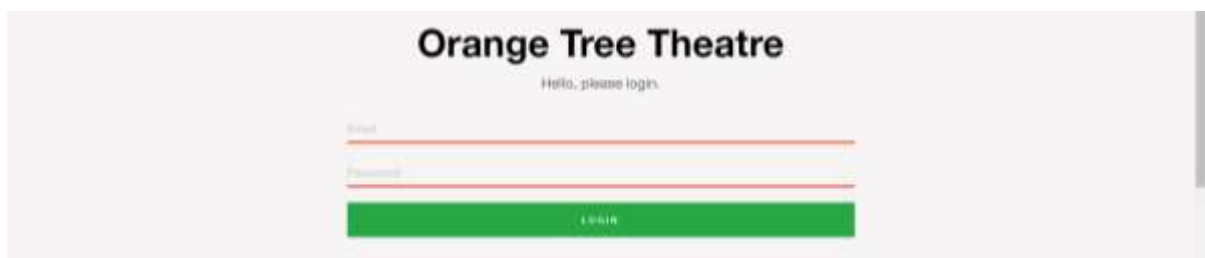 Orange Tree Theatre
Hello, please login.
Email
Password
LOGIN